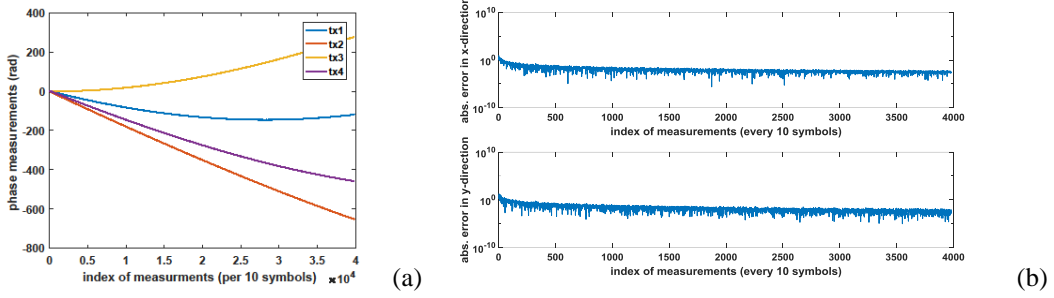 400
200
0
-200
-400
-600
-800
phase measurements (rad)
tx1
tx2
tx3
tx4
0 0.5 1 1.5 2 2.5 3 3.5 4
index of measurments (per 10 symbols) ×10^4
(a)
abs. error in x-direction
10^10
10^0
10^-10
0 500 1000 1500 2000 2500 3000 3500 4000
index of measurements (every 10 symbols)
abs. error in y-direction
10^10
10^0
10^-10
0 500 1000 1500 2000 2500 3000 3500 4000
index of measurements (every 10 symbols)
(b)